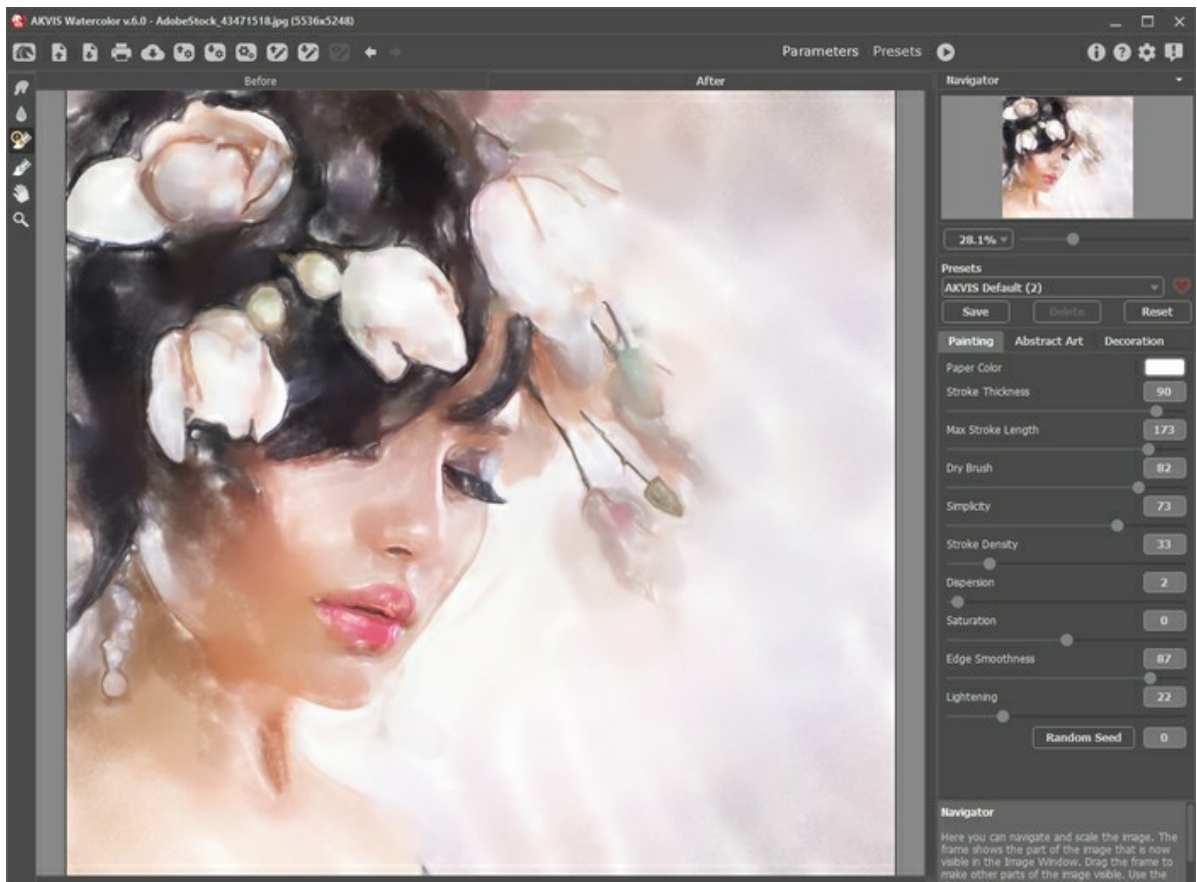 AKVIS Watercolor v.6.0 - AdobeStock_43471518.jpg (5536x5248)
Parameters Presets
Before After
Navigator
28.1%
Presets
AKVIS Default (2)
Save Delete Reset
Painting Abstract Art Decoration
Paper Color
Stroke Thickness 90
Max Stroke Length 173
Dry Brush 82
Simplicity 73
Stroke Density 33
Dispersion 2
Saturation 0
Edge Smoothness 87
Lightening 22
Random Seed 0
Navigator
Here you can navigate and scale the image. The
frame shows the part of the image that is now
visible in the Image Window. Drag the frame to
make other parts of the image visible. Use the